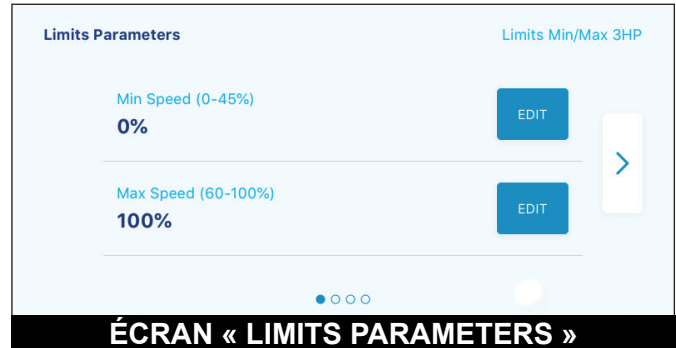 Limits Parameters
Limits Min/Max 3HP
Min Speed (0-45%)
0%
EDIT
Max Speed (60-100%)
100%
EDIT
ÉCRAN « LIMITS PARAMETERS »